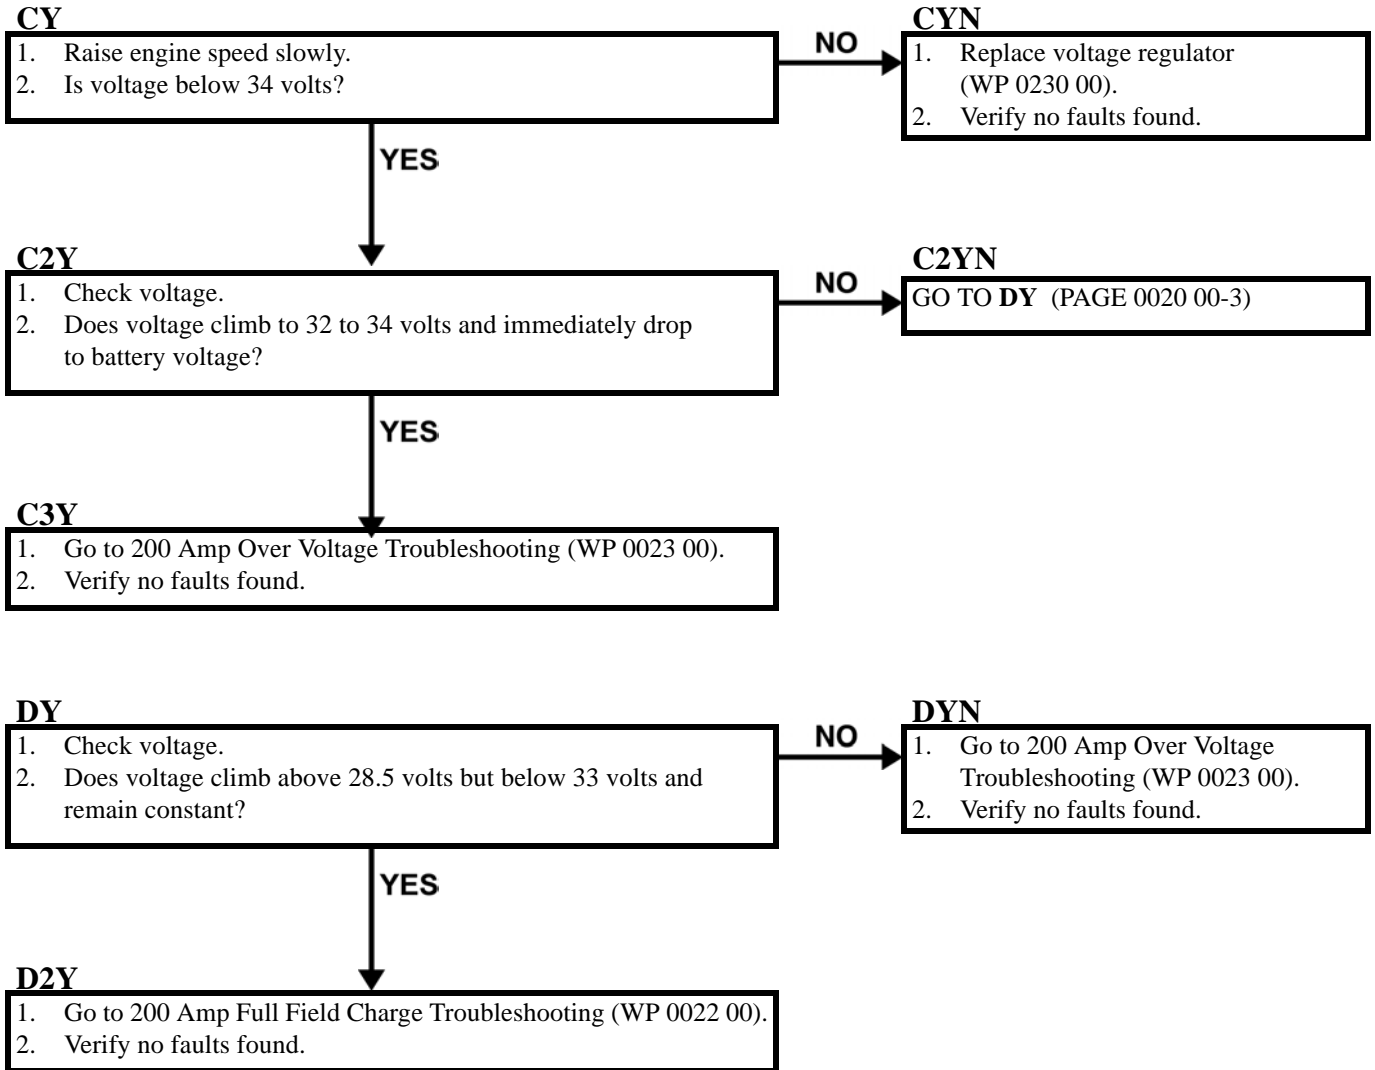 CY
1. Raise engine speed slowly.
2. Is voltage below 34 volts?
NO
CYN
1. Replace voltage regulator
(WP 0230 00).
2. Verify no faults found.
YES
C2Y
1. Check voltage.
2. Does voltage climb to 32 to 34 volts and immediately drop
to battery voltage?
NO
C2YN
GO TO DY (PAGE 0020 00-3)
YES
C3Y
1. Go to 200 Amp Over Voltage Troubleshooting (WP 0023 00).
2. Verify no faults found.
DY
1. Check voltage.
2. Does voltage climb above 28.5 volts but below 33 volts and
remain constant?
NO
DYN
1. Go to 200 Amp Over Voltage
Troubleshooting (WP 0023 00).
2. Verify no faults found.
YES
D2Y
1. Go to 200 Amp Full Field Charge Troubleshooting (WP 0022 00).
2. Verify no faults found.